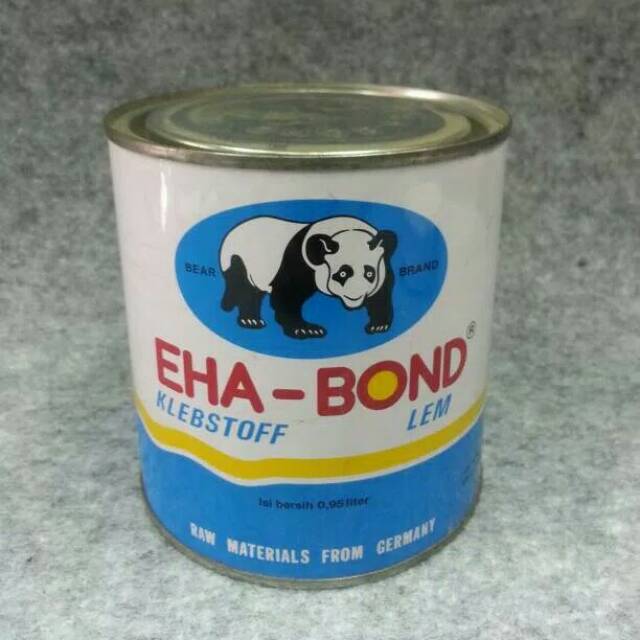 BEAR BRAND
EHA-BOND®
KLEBSTOFF LEM
Isi bersih 0,95 liter
RAW MATERIALS FROM GERMANY